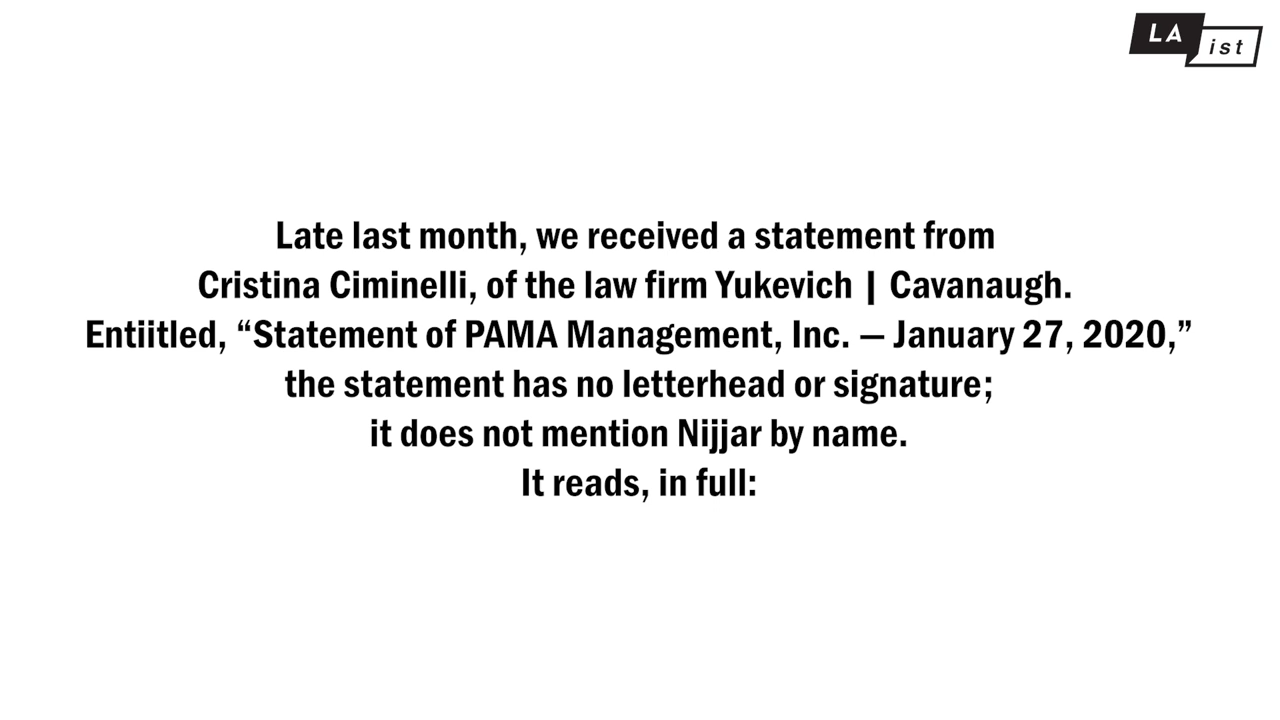 LA ist
Late last month, we received a statement from
Cristina Ciminelli, of the law firm Yukevich | Cavanaugh.
Entiitled, “Statement of PAMA Management, Inc. — January 27, 2020,”
the statement has no letterhead or signature;
it does not mention Nijjar by name.
It reads, in full: